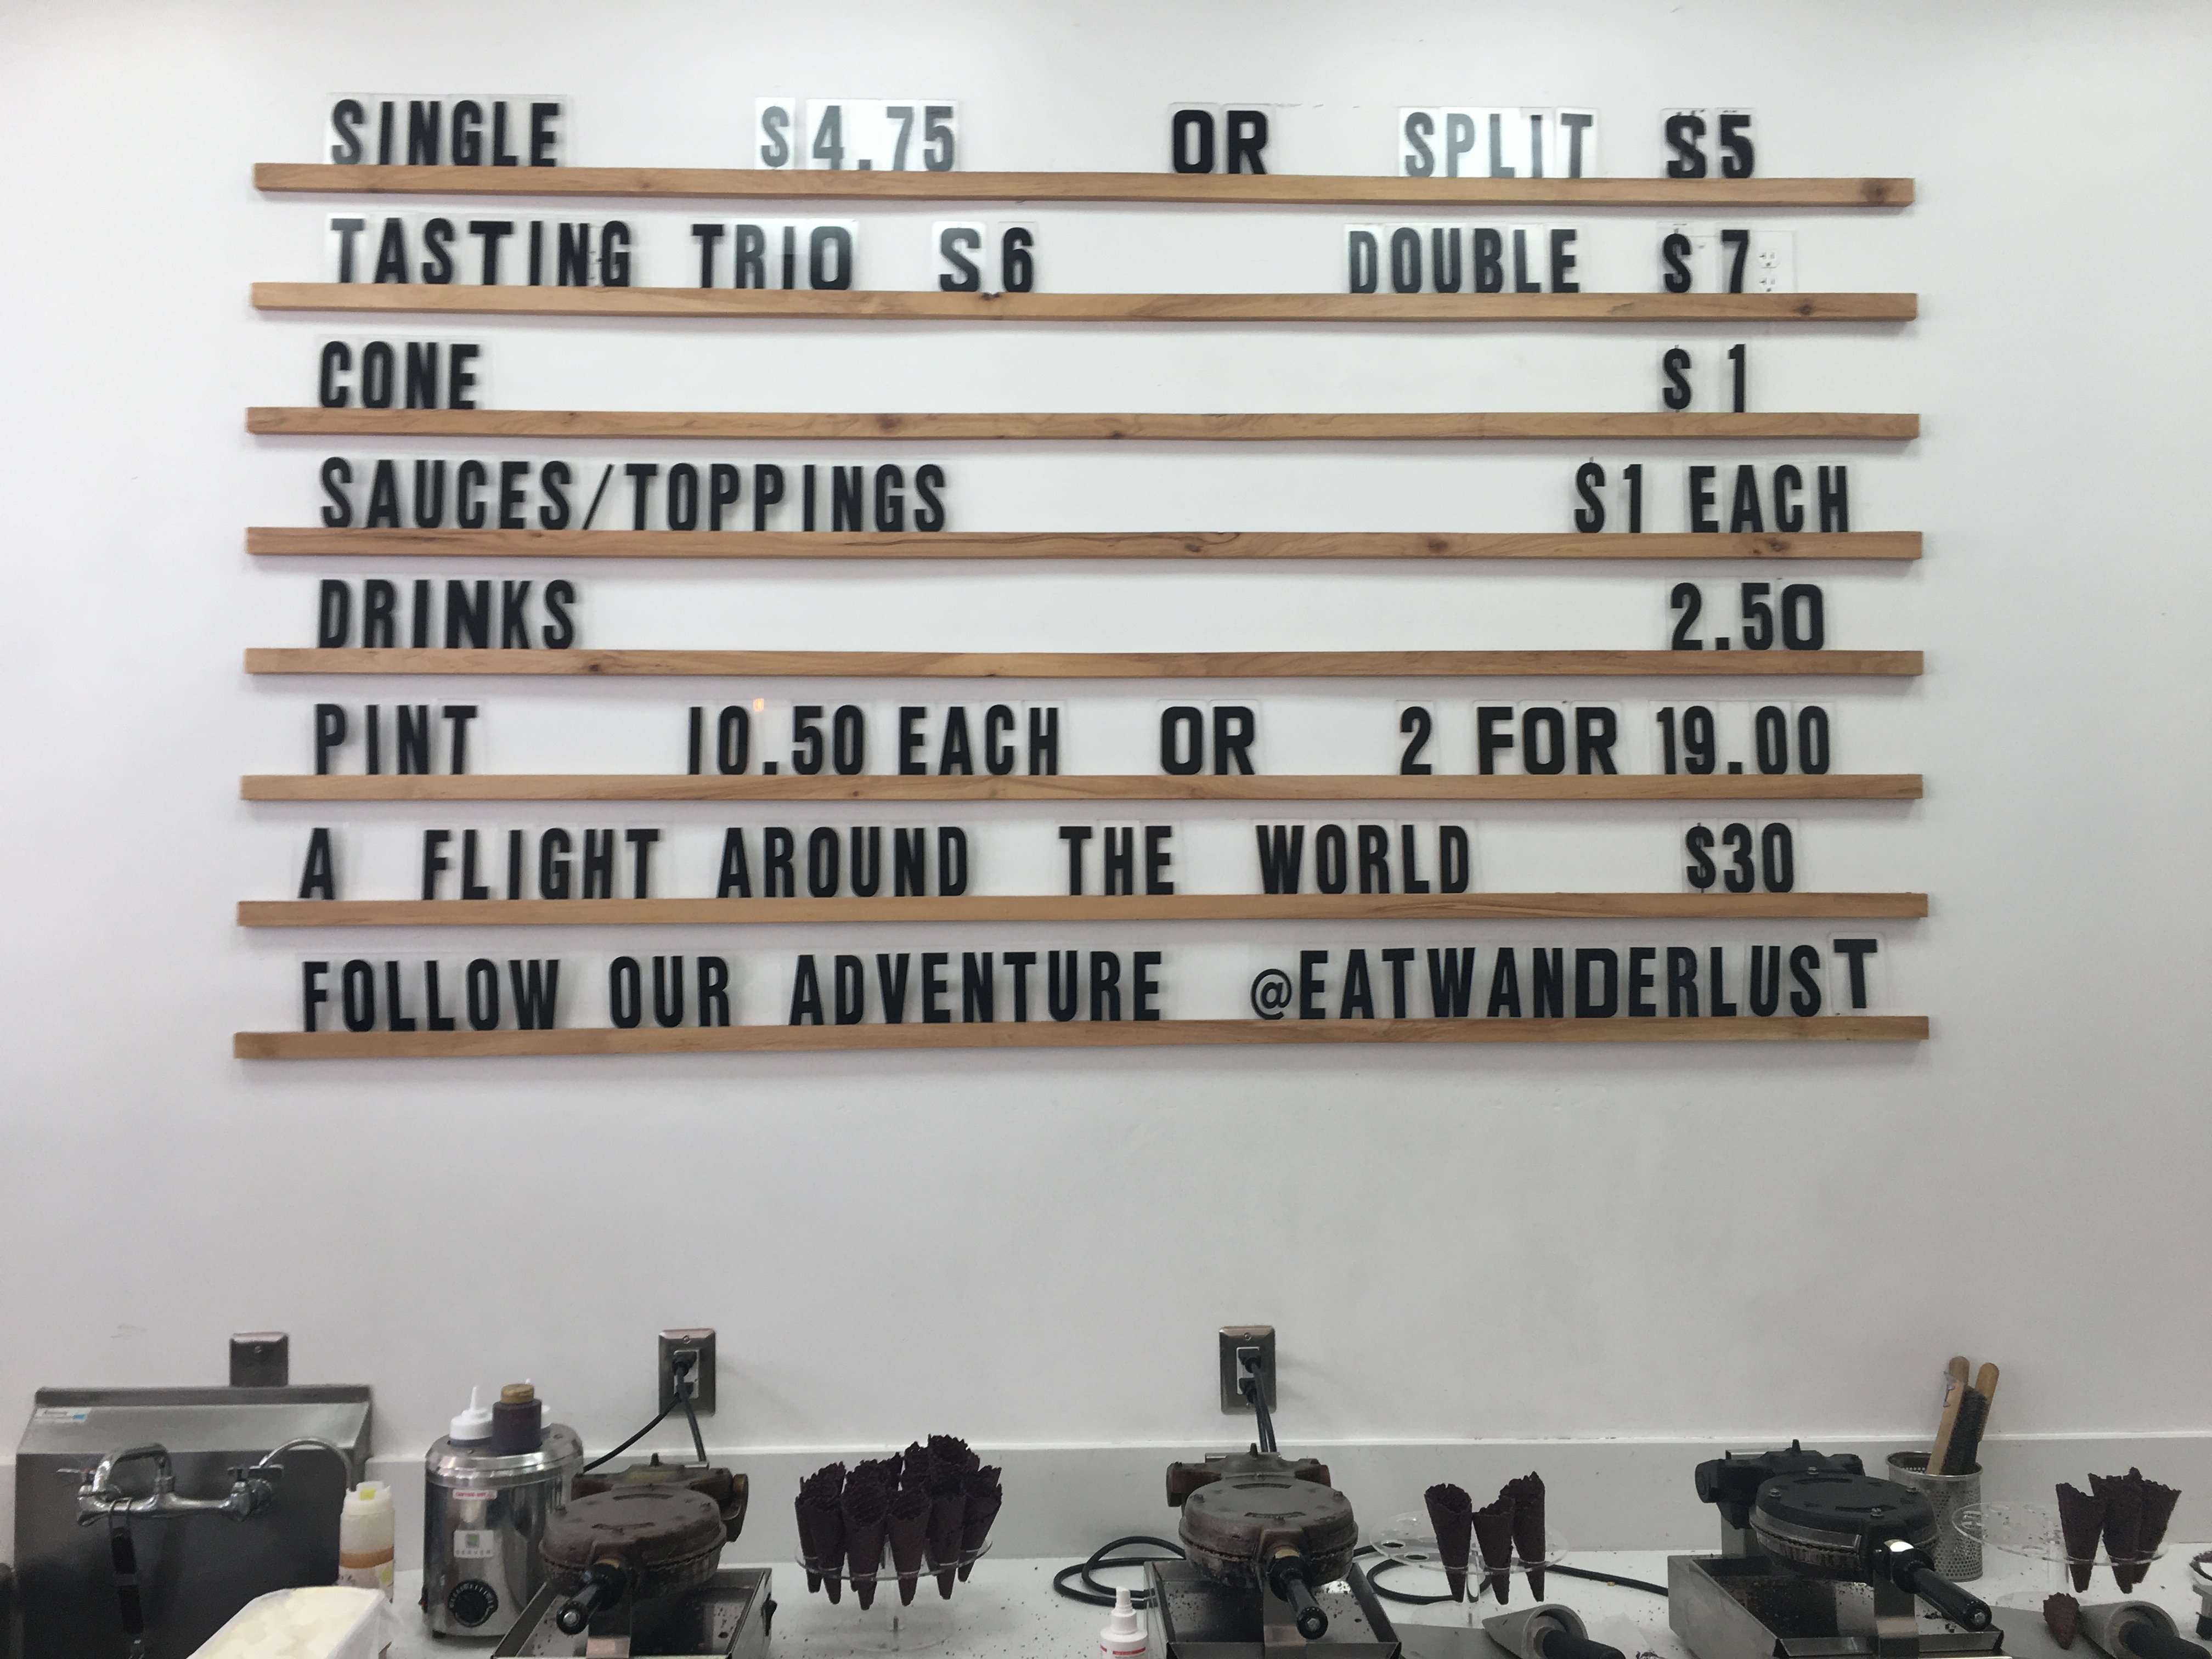 SINGLE $4.75 OR SPLIT $5
TASTING TRIO $6 DOUBLE $7
CONE $1
SAUCES/TOPPINGS $1 EACH
DRINKS 2.50
PINT 10.50 EACH OR 2 FOR 19.00
A FLIGHT AROUND THE WORLD $30
FOLLOW OUR ADVENTURE @EATWANDERLUST